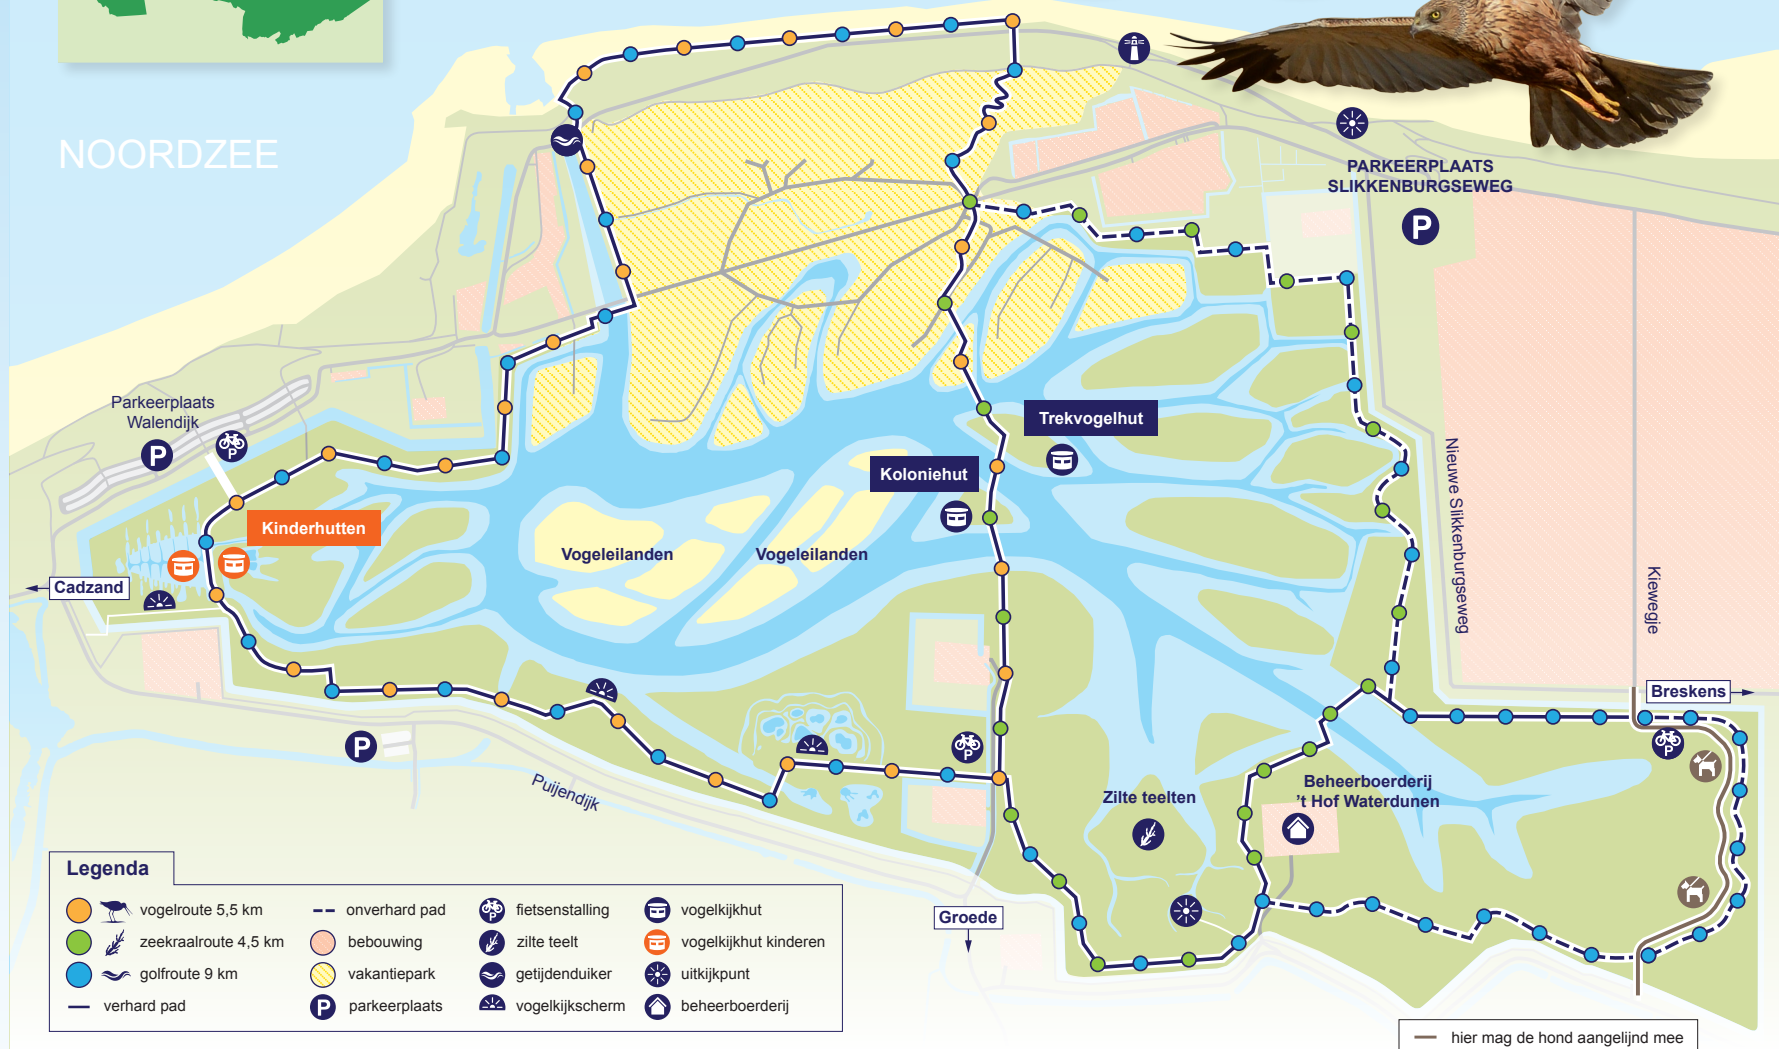 NOORDZEE
PARKEERPLAATS
SLIKKENBURGSEWEG
P
Parkeerplaats
Walendijk
P
P
Trekvogelhut
Koloniehut
Kinderhutten
Vogeleilanden
Vogeleilanden
Nieuwe Slikkenburgseweg
Kiewegje
Cadzand
Breskens
P
P
P
Puijendijk
Zilte teelten
Beheerboerderij
't Hof Waterdunen
Groede
Legenda
vogelroute 5,5 km
zeekraalroute 4,5 km
golfroute 9 km
verhard pad
onverhard pad
bebouwing
vakantiepark
P parkeerplaats
P fietsenstalling
zilte teelt
getijdenduiker
vogelkijkscherm
vogelkijkhut
vogelkijkhut kinderen
uitkijkpunt
beheerboerderij
hier mag de hond aangelijnd mee